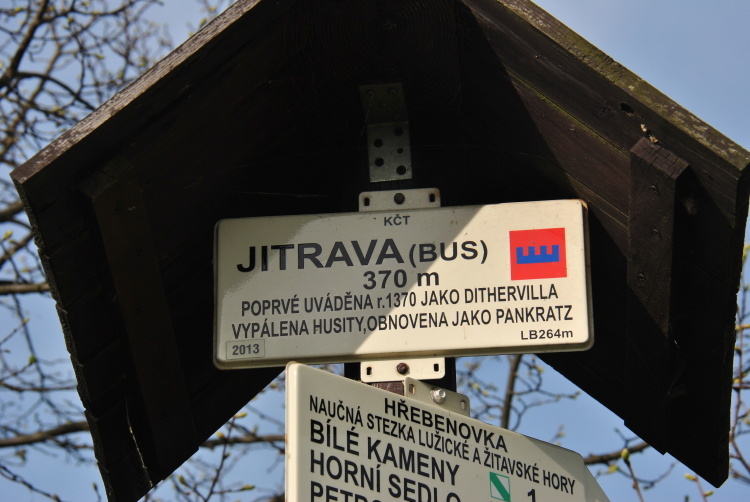 KČT
JITRAVA (BUS)
370 m
POPRVÉ UVÁDĚNA r.1370 JAKO DITHERVILLA
VYPÁLENA HUSITY, OBNOVENA JAKO PANKRATZ
2013 LB264m
HŘEBENOVKA
NAUČNÁ STEZKA LUŽICKÉ A ŽITAVSKÉ HORY
BÍLÉ KAMENY 1
HORNÍ SEDLO